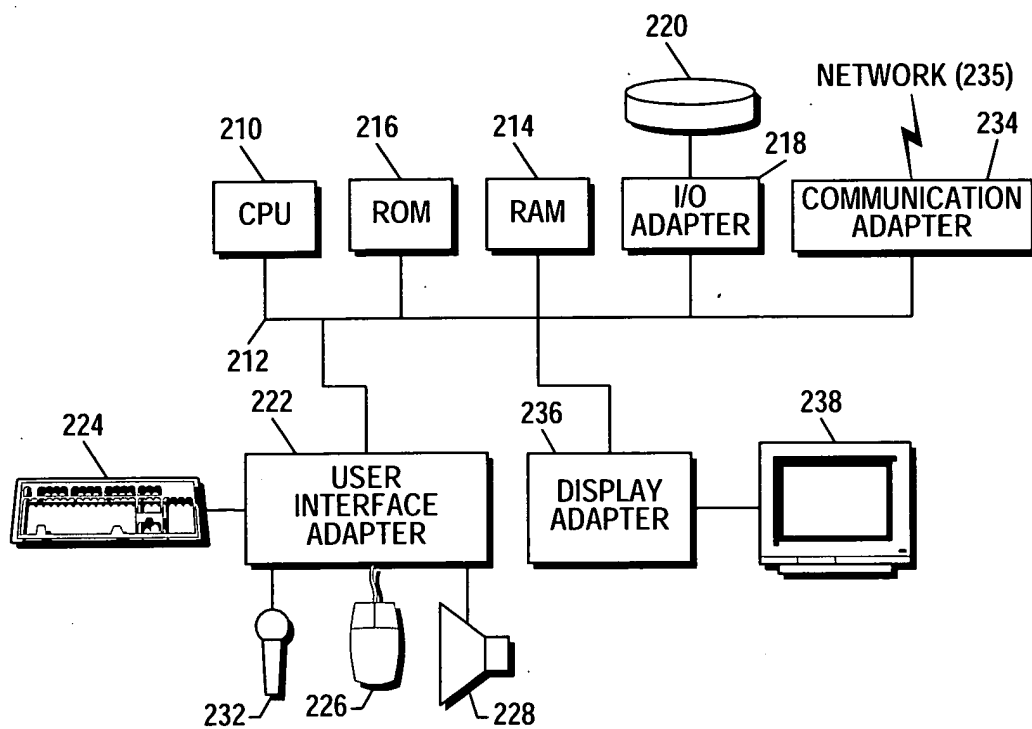 220
NETWORK (235)
210
216
214
218
234
CPU
ROM
RAM
I/O
ADAPTER
COMMUNICATION
ADAPTER
212
222
236
238
224
USER
INTERFACE
ADAPTER
DISPLAY
ADAPTER
232
226
228